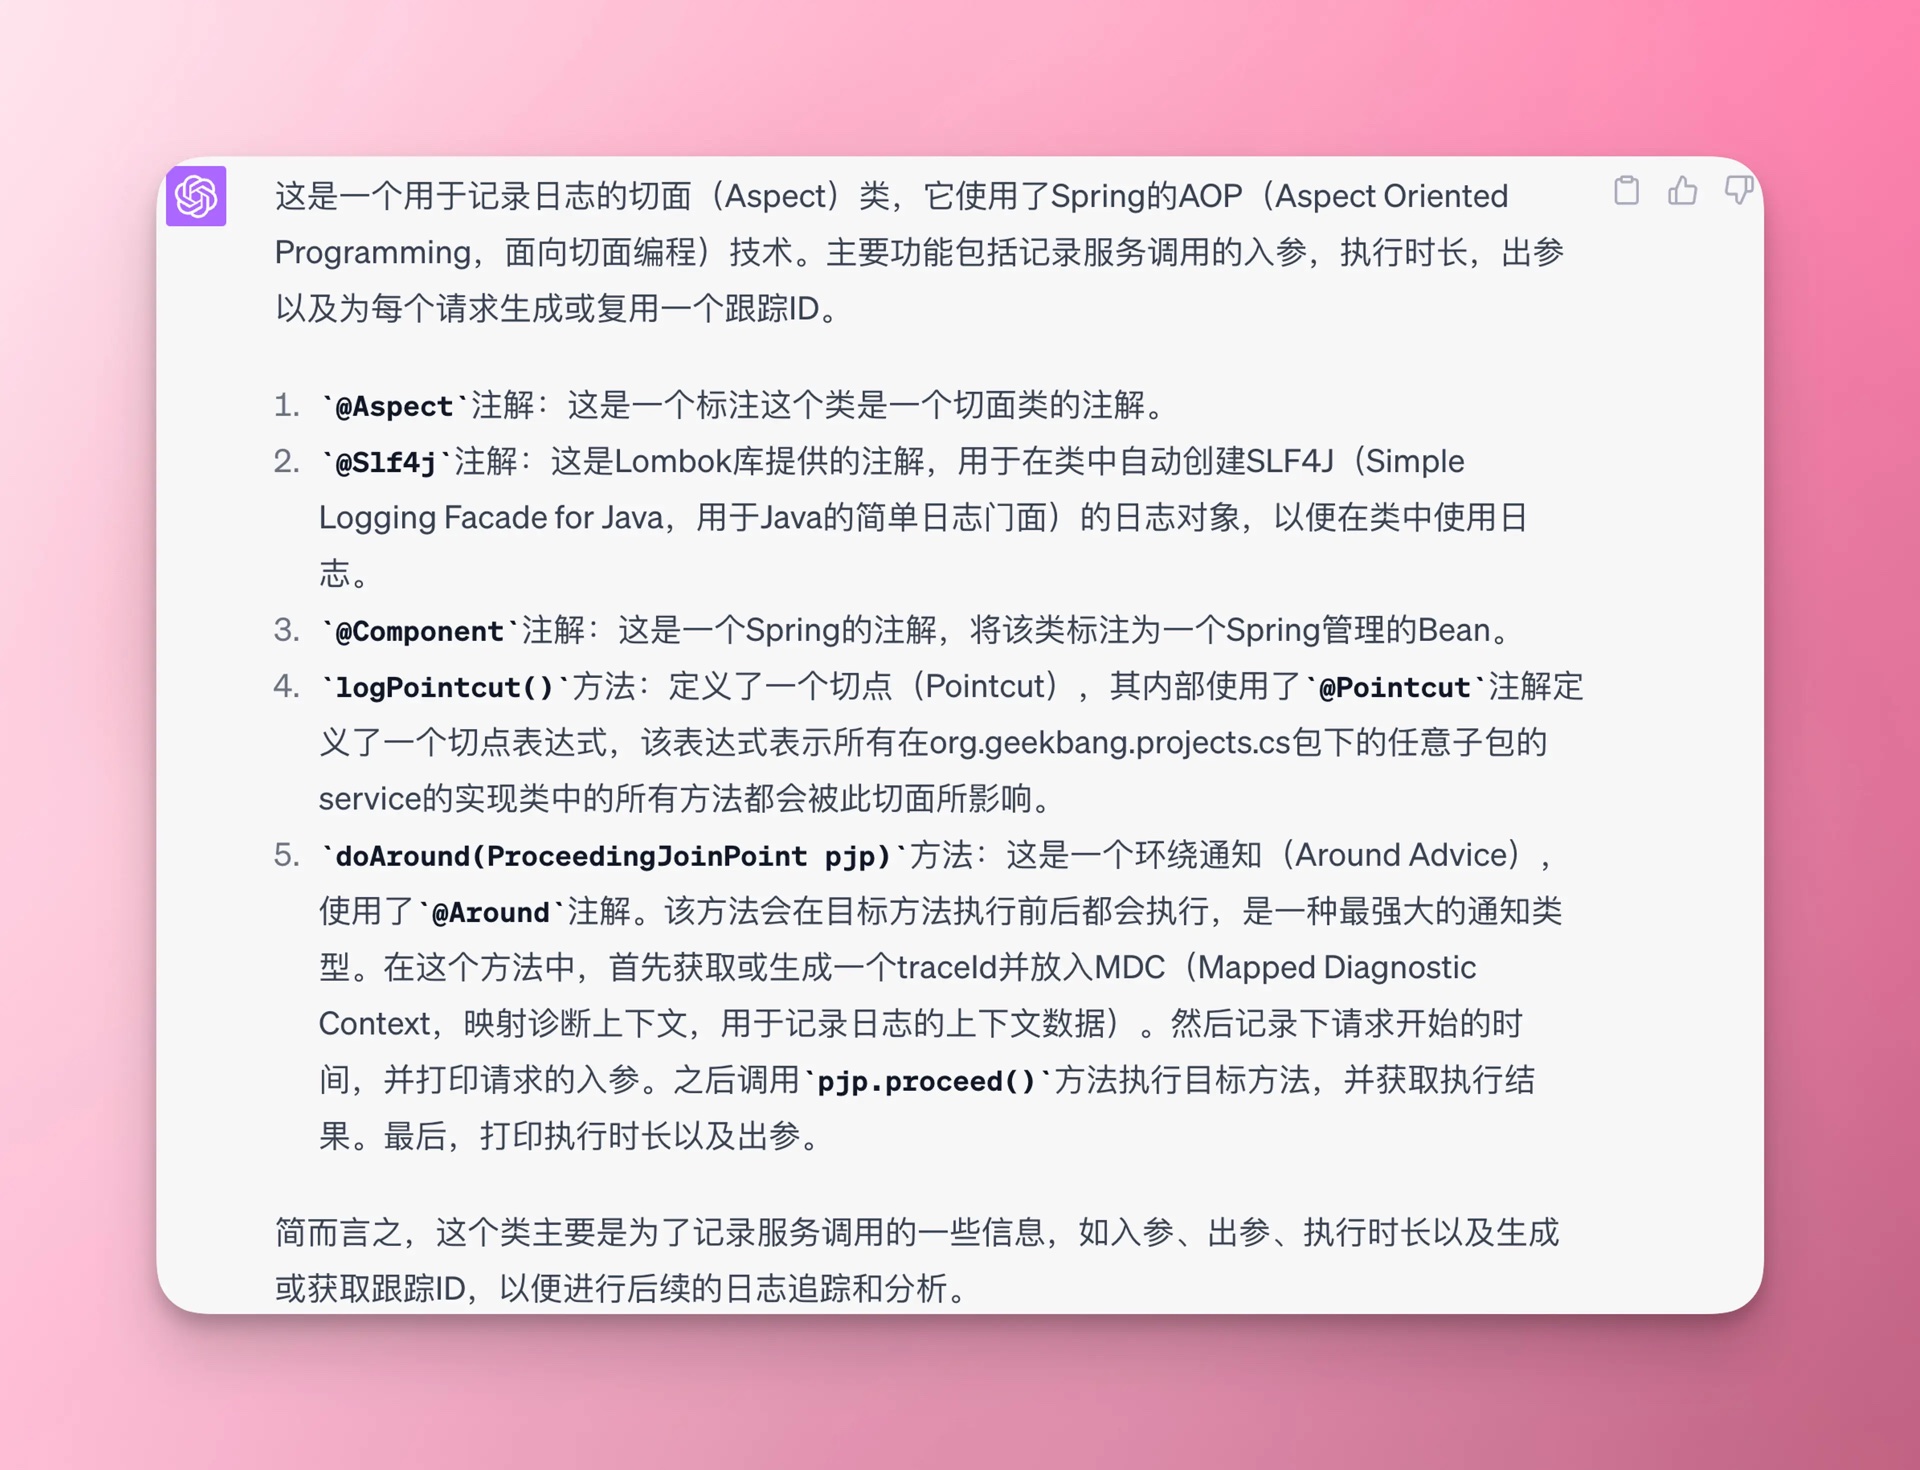 这是一个用于记录日志的切面（Aspect）类，它使用了Spring的AOP（Aspect Oriented
Programming，面向切面编程）技术。主要功能包括记录服务调用的入参，执行时长，出参
以及为每个请求生成或复用一个跟踪ID。
1. `@Aspect`注解：这是一个标注这个类是一个切面类的注解。
2. `@Slf4j`注解：这是Lombok库提供的注解，用于在类中自动创建SLF4J（Simple
Logging Facade for Java，用于Java的简单日志门面）的日志对象，以便在类中使用日
志。
3. `@Component`注解：这是一个Spring的注解，将该类标注为一个Spring管理的Bean。
4. `logPointcut()`方法：定义了一个切点（Pointcut），其内部使用了`@Pointcut`注解定
义了一个切点表达式，该表达式表示所有在org.geekbang.projects.cs包下的任意子包的
service的实现类中的所有方法都会被此切面所影响。
5. `doAround(ProceedingJoinPoint pjp)`方法：这是一个环绕通知（Around Advice），
使用了`@Around`注解。该方法会在目标方法执行前后都会执行，是一种最强大的通知类
型。在这个方法中，首先获取或生成一个traceId并放入MDC（Mapped Diagnostic
Context，映射诊断上下文，用于记录日志的上下文数据）。然后记录下请求开始的时
间，并打印请求的入参。之后调用`pjp.proceed()`方法执行目标方法，并获取执行结
果。最后，打印执行时长以及出参。
简而言之，这个类主要是为了记录服务调用的一些信息，如入参、出参、执行时长以及生成
或获取跟踪ID，以便进行后续的日志追踪和分析。